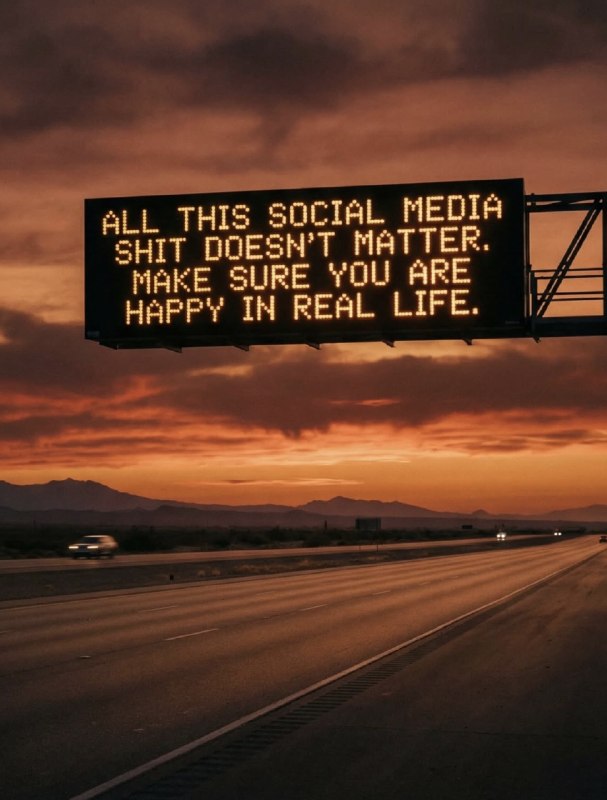 ALL THIS SOCIAL MEDIA
SHIT DOESN'T MATTER.
MAKE SURE YOU ARE
HAPPY IN REAL LIFE.